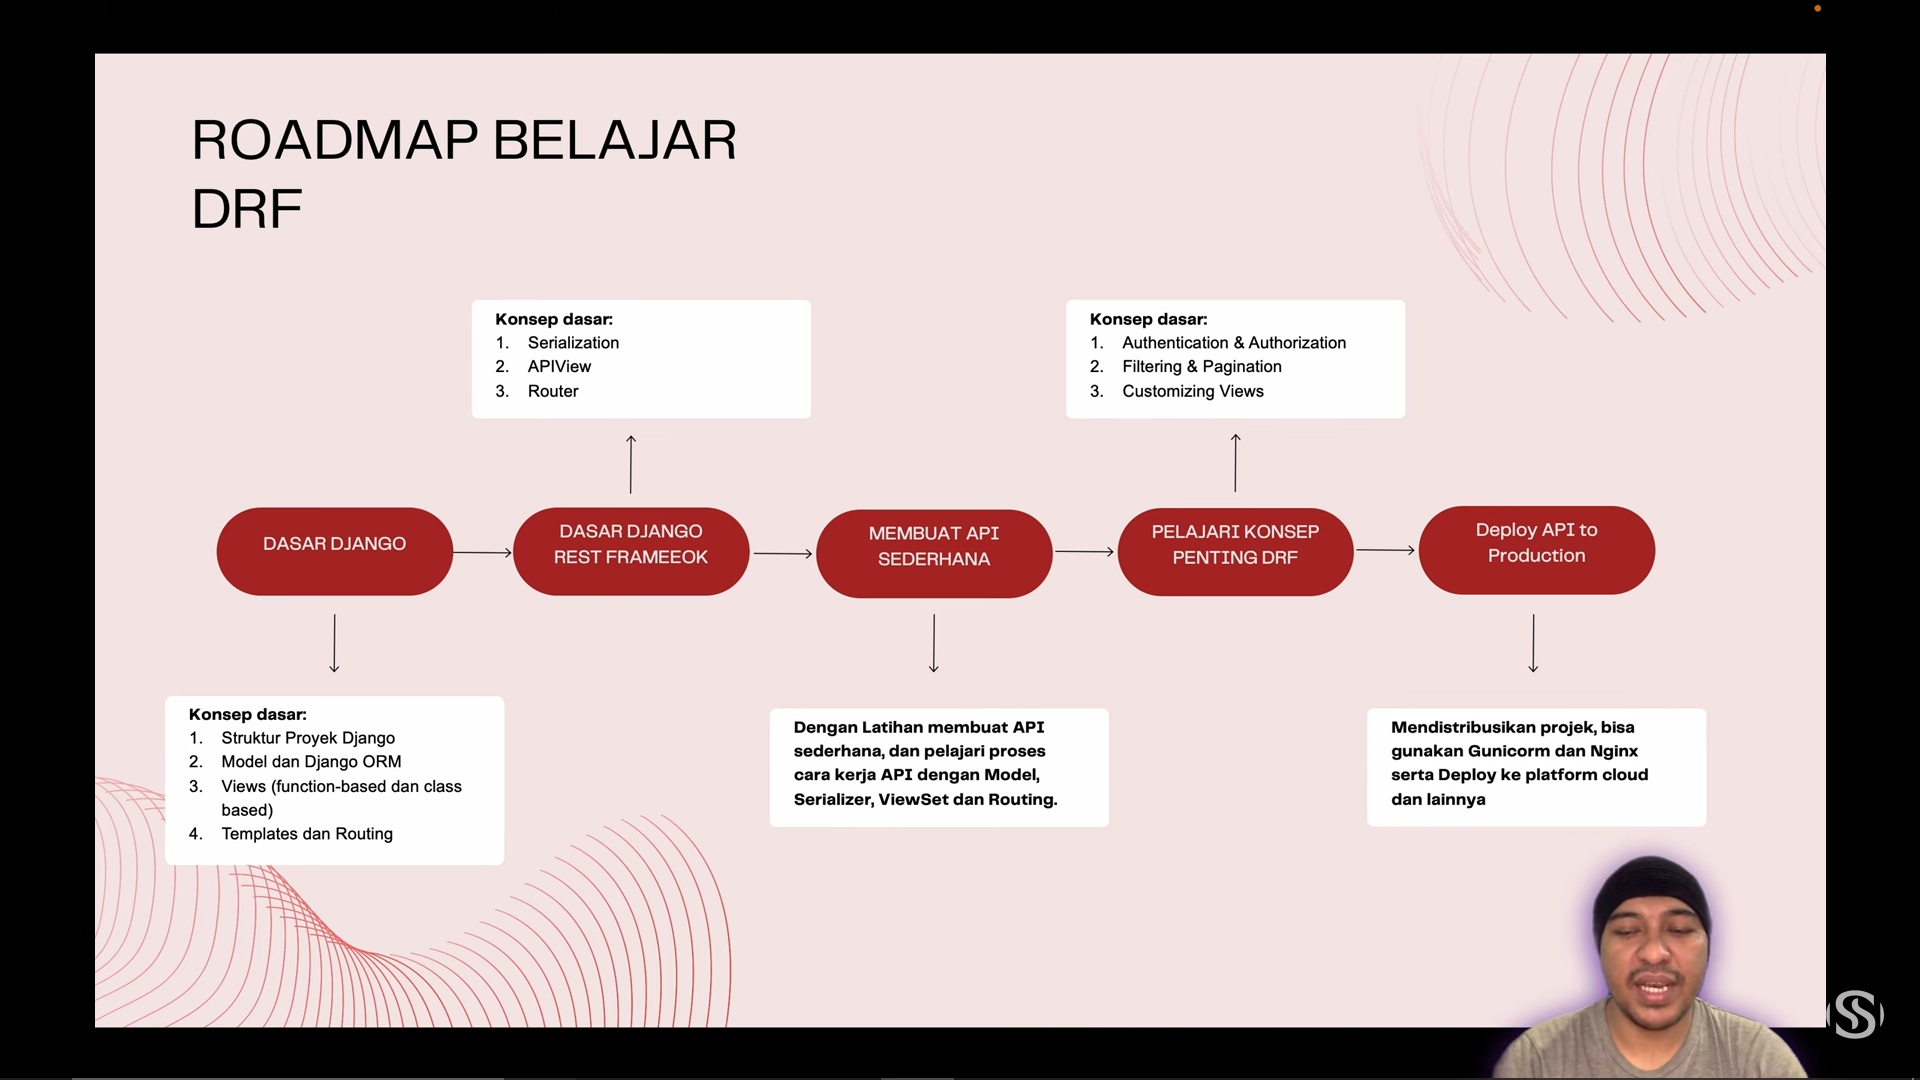 ROADMAP BELAJAR
DRF
Konsep dasar:
1. Serialization
2. APIView
3. Router
Konsep dasar:
1. Authentication & Authorization
2. Filtering & Pagination
3. Customizing Views
DASAR DJANGO
DASAR DJANGO
REST FRAMEEOK
MEMBUAT API
SEDERHANA
PELAJARI KONSEP
PENTING DRF
Deploy API to
Production
Konsep dasar:
1. Struktur Proyek Django
2. Model dan Django ORM
3. Views (function-based dan class
based)
4. Templates dan Routing
Dengan Latihan membuat API
sederhana, dan pelajari proses
cara kerja API dengan Model,
Serializer, ViewSet dan Routing.
Mendistribusikan projek, bisa
gunakan Gunicorm dan Nginx
serta Deploy ke platform cloud
dan lainnya